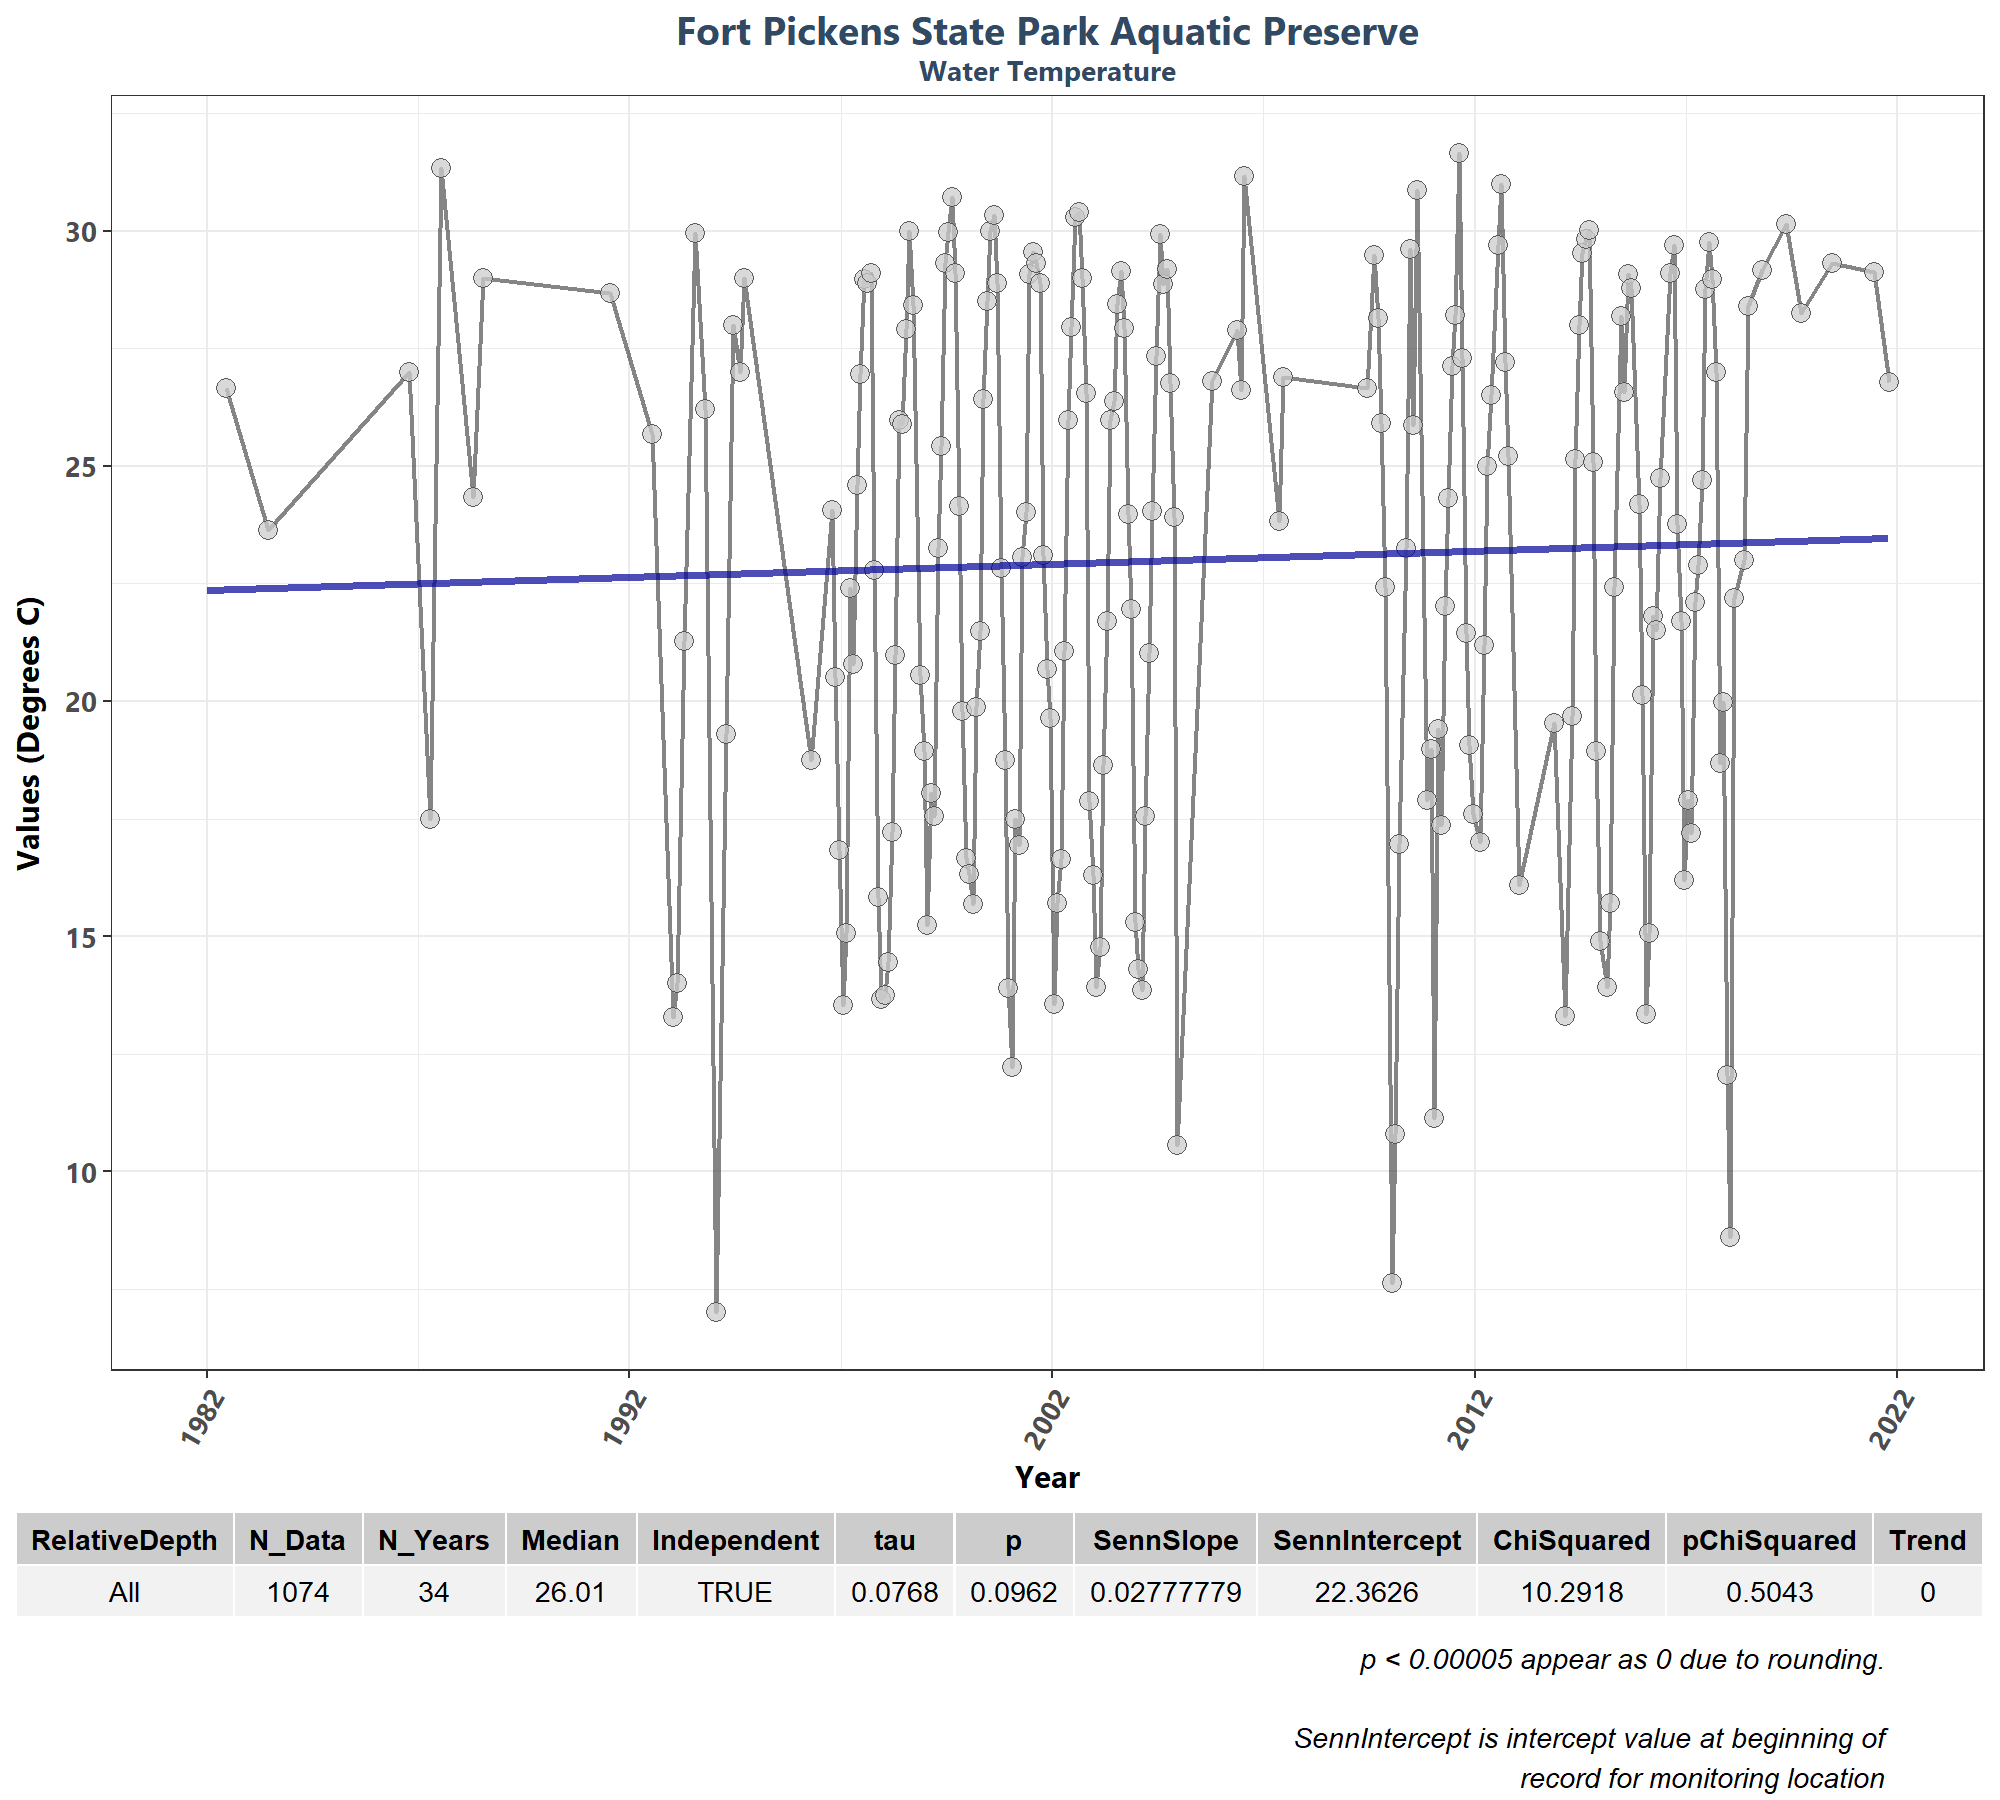 Fort Pickens State Park Aquatic Preserve
Water Temperature
Values (Degrees C)
30
25
20
15
10
1982
1992
2002
2012
2022
Year
RelativeDepth N_Data N_Years Median Independent tau p SennSlope SennIntercept ChiSquared pChiSquared Trend
All 1074 34 26.01 TRUE 0.0768 0.0962 0.02777779 22.3626 10.2918 0.5043 0
p < 0.00005 appear as 0 due to rounding.
SennIntercept is intercept value at beginning of
record for monitoring location